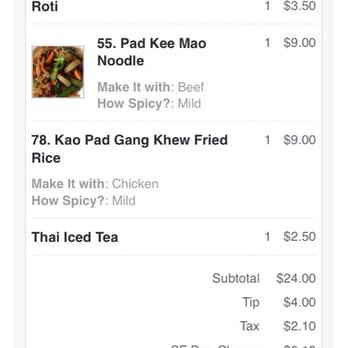 Roti 1 $3.50
55. Pad Kee Mao 1 $9.00
Noodle
Make It with: Beef
How Spicy?: Mild
78. Kao Pad Gang Khew Fried 1 $9.00
Rice
Make It with: Chicken
How Spicy?: Mild
Thai Iced Tea 1 $2.50
Subtotal $24.00
Tip $4.00
Tax $2.10